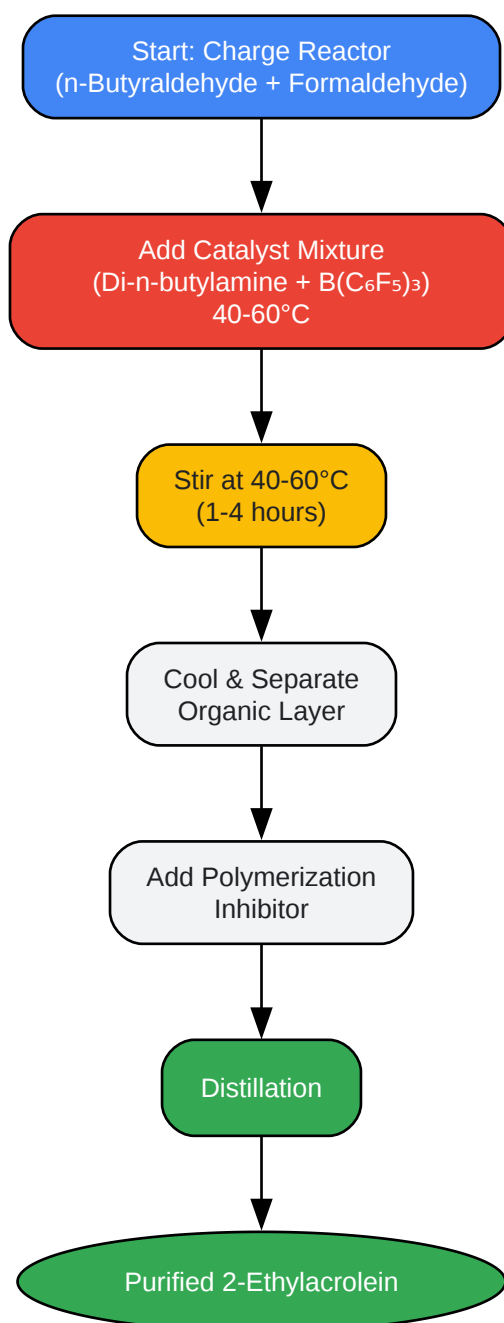 Start: Charge Reactor
(n-Butyraldehyde + Formaldehyde)
Add Catalyst Mixture
(Di-n-butylamine + B(C₆F₅)₃)
40-60°C
Stir at 40-60°C
(1-4 hours)
Cool & Separate
Organic Layer
Add Polymerization
Inhibitor
Distillation
Purified 2-Ethylacrolein